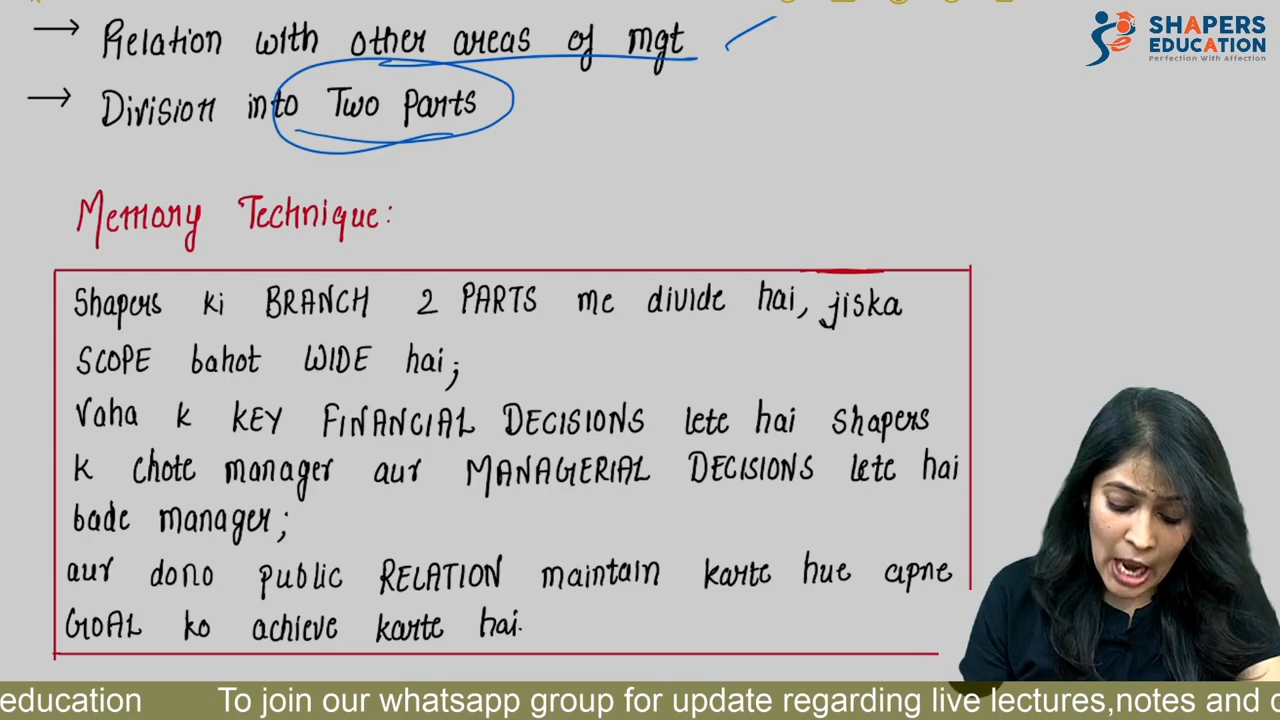 → Relation with other areas of mgt
→ Division into Two Parts
SHAPERS
EDUCATION
Perfection With Affection
Memory Technique:
Shapers ki BRANCH 2 PARTS me divide hai, jiska
SCOPE bahot WIDE hai;
Vaha k KEY FINANCIAL DECISIONS lete hai Shapers
k chote manager aur MANAGERIAL DECISIONS lete hai
bade manager;
aur dono public RELATION maintain karte hue apne
GOAL ko achieve karte hai.
education To join our whatsapp group for update regarding live lectures,notes and